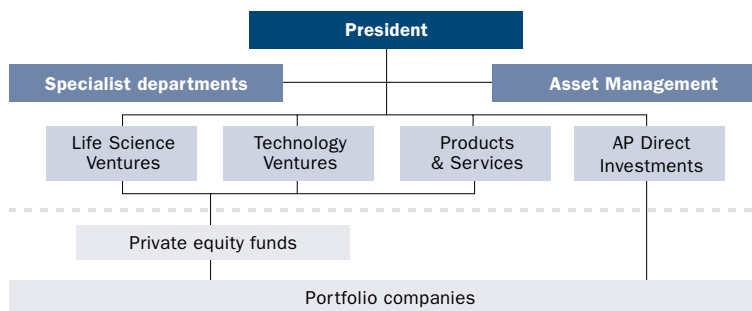 President
Specialist departments
Asset Management
Life Science
Ventures
Technology
Ventures
Products
& Services
AP Direct
Investments
Private equity funds
Portfolio companies